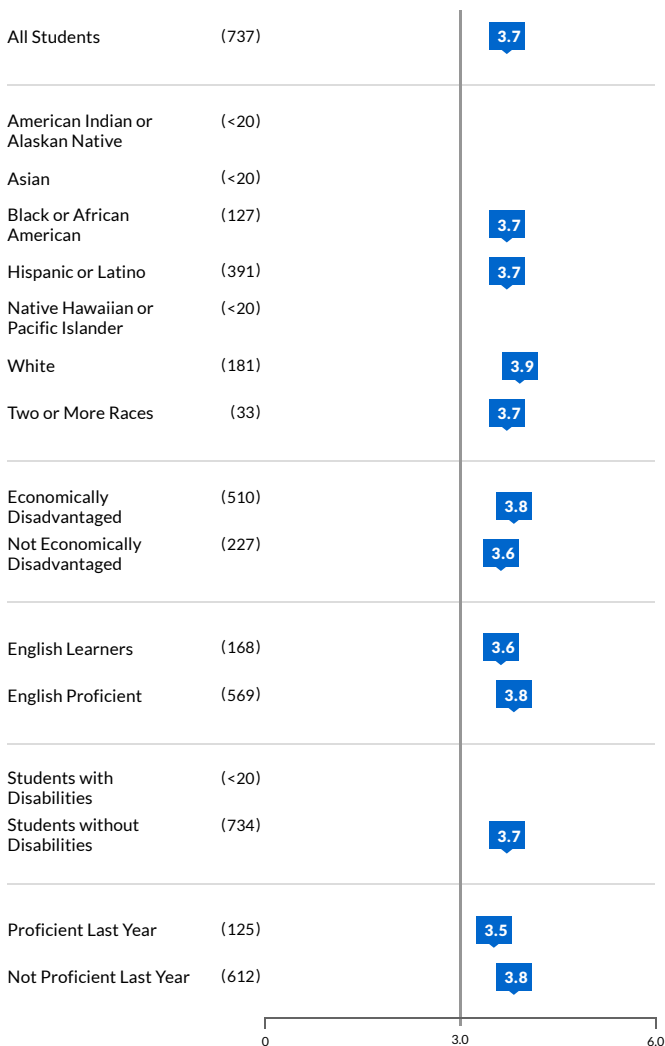 All Students (737) 3.7
American Indian or (<20)
Alaskan Native
Asian (<20)
Black or African (127) 3.7
American
Hispanic or Latino (391) 3.7
Native Hawaiian or (<20)
Pacific Islander
White (181) 3.9
Two or More Races (33) 3.7
Economically (510) 3.8
Disadvantaged
Not Economically (227) 3.6
Disadvantaged
English Learners (168) 3.6
English Proficient (569) 3.8
Students with (<20)
Disabilities
Students without (734) 3.7
Disabilities
Proficient Last Year (125) 3.5
Not Proficient Last Year (612) 3.8
0 3.0 6.0